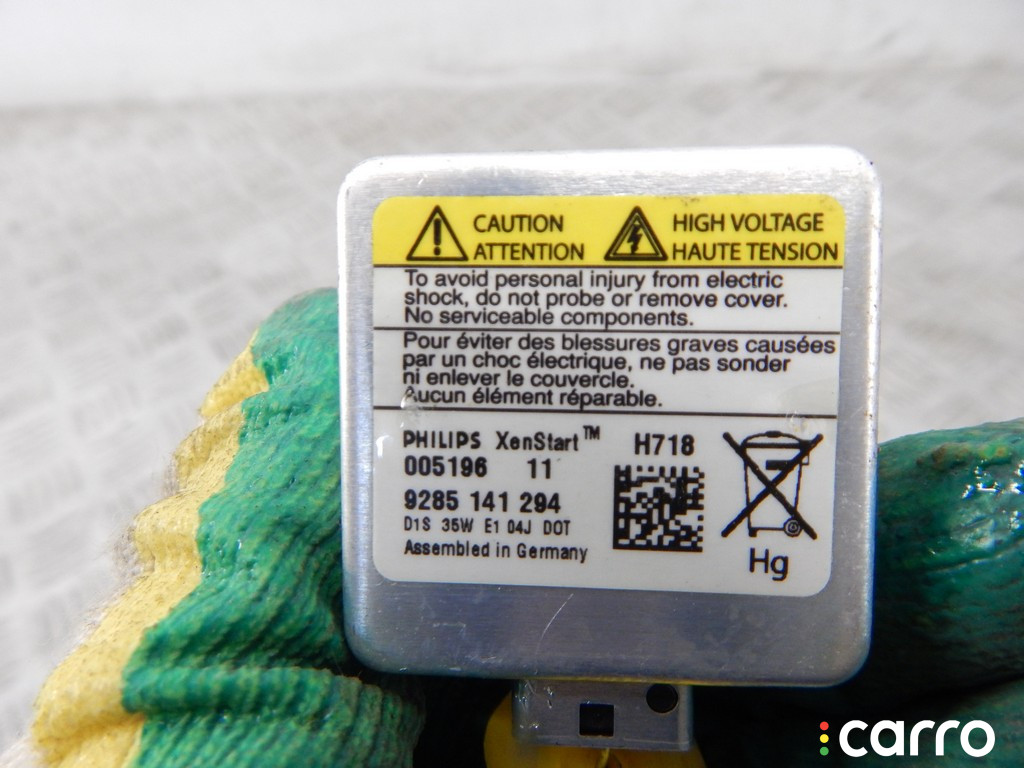 CAUTION
ATTENTION
HIGH VOLTAGE
HAUTE TENSION
To avoid personal injury from electric
shock, do not probe or remove cover.
No serviceable components.
Pour éviter des blessures graves causées
par un choc électrique, ne pas sonder
ni enlever le couvercle.
Aucun élément réparable.
PHILIPS XenStart™ H718
005196 11
9285 141 294
D1S 35W E1 04J DOT
Assembled in Germany
Hg
carro